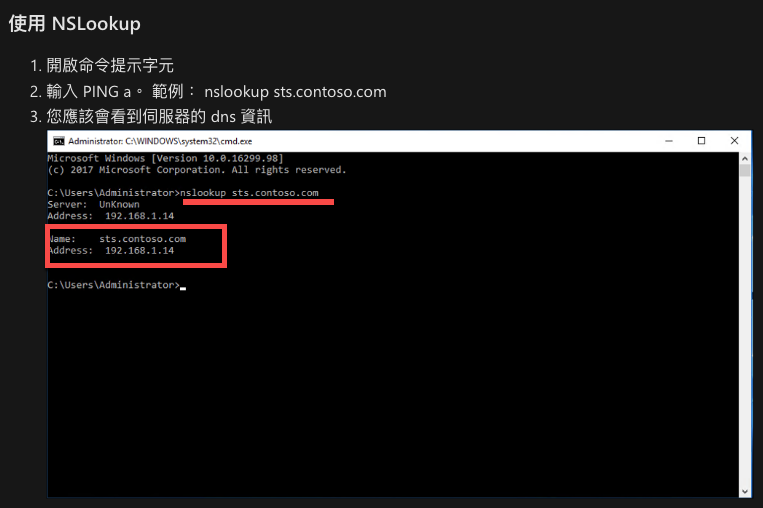 使用 NSLookup
1. 開啟命令提示字元
2. 輸入 PING a。 範例： nslookup sts.contoso.com
3. 您應該會看到伺服器的 dns 資訊
Administrator: C:\WINDOWS\system32\cmd.exe
Microsoft Windows [Version 10.0.16299.98]
(c) 2017 Microsoft Corporation. All rights reserved.
C:\Users\Administrator>nslookup sts.contoso.com
Server: UnKnown
Address: 192.168.1.14
Name: sts.contoso.com
Address: 192.168.1.14
C:\Users\Administrator>